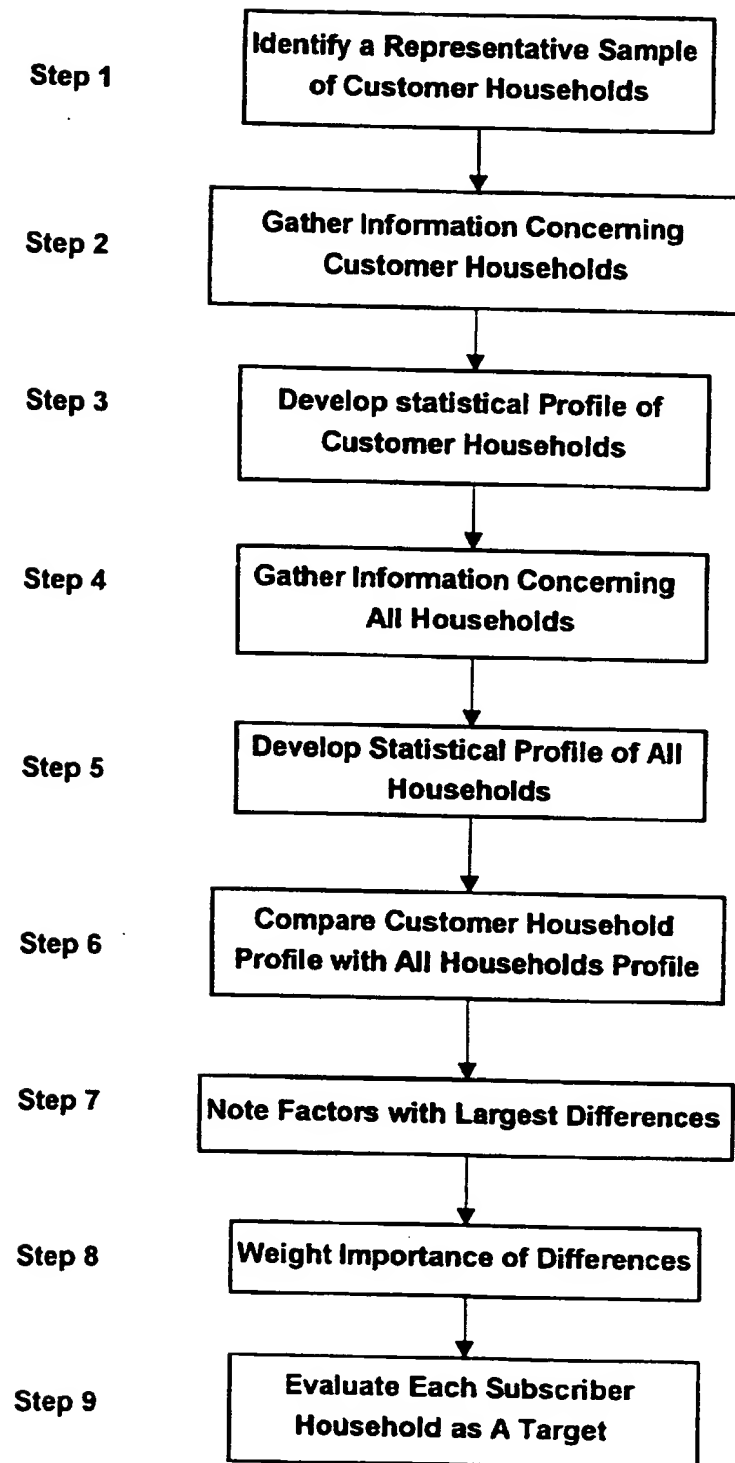 Step 1
Identify a Representative Sample
of Customer Households
Step 2
Gather Information Concerning
Customer Households
Step 3
Develop statistical Profile of
Customer Households
Step 4
Gather Information Concerning
All Households
Step 5
Develop Statistical Profile of All
Households
Step 6
Compare Customer Household
Profile with All Households Profile
Step 7
Note Factors with Largest Differences
Step 8
Weight Importance of Differences
Step 9
Evaluate Each Subscriber
Household as A Target